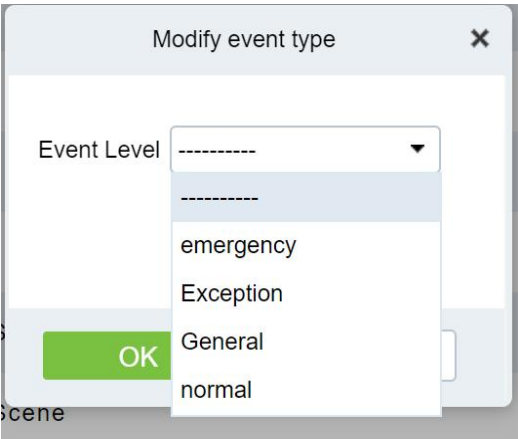 Modify event type ×
Event Level ----------
----------
emergency
Exception
General
OK
normal
Scene